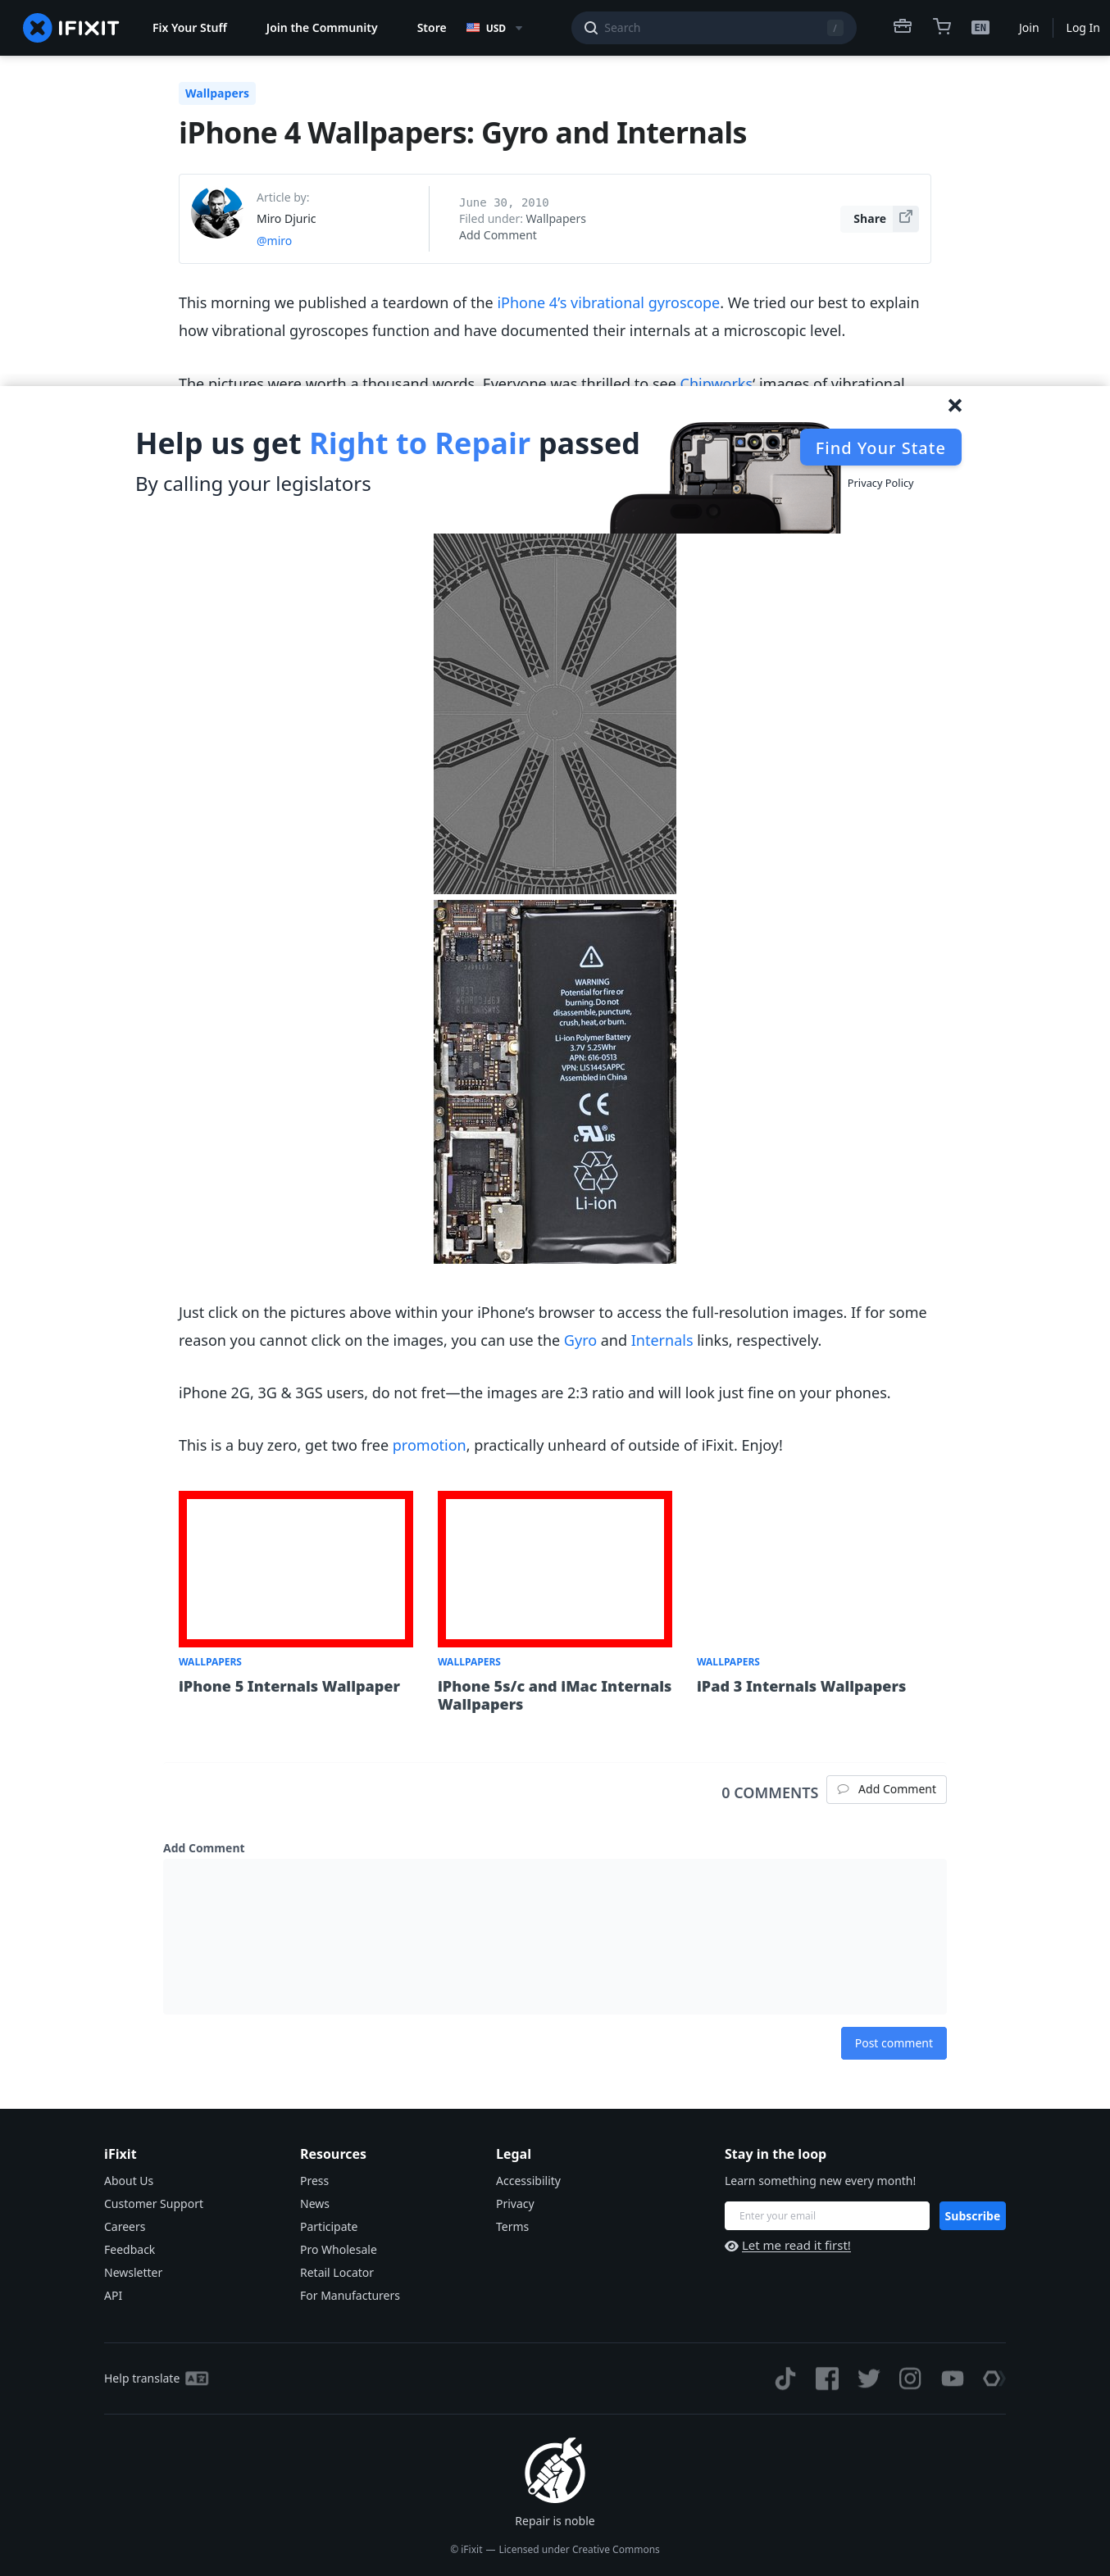 IFIXIT
Fix Your Stuff
Join the Community
Store
USD
Search
/
EN
Join
Log In
Wallpapers
iPhone 4 Wallpapers: Gyro and Internals
Article by:
Miro Djuric
@miro
June 30, 2010
Filed under: Wallpapers
Add Comment
Share
This morning we published a teardown of the iPhone 4’s vibrational gyroscope. We tried our best to explain
how vibrational gyroscopes function and have documented their internals at a microscopic level.
The pictures were worth a thousand words. Everyone was thrilled to see Chipworks‘ images of vibrational
Help us get Right to Repair passed
By calling your legislators
Find Your State
Privacy Policy
WARNING
Potential for fire or
burning. Do not
disassemble, puncture,
crush, heat, or burn.
Li-ion Polymer Battery
3.7V 5.25Whr
APN: 616-0513
VPN: LIS1445APPC
Assembled in China
Li-ion
Just click on the pictures above within your iPhone’s browser to access the full-resolution images. If for some
reason you cannot click on the images, you can use the Gyro and Internals links, respectively.
iPhone 2G, 3G & 3GS users, do not fret—the images are 2:3 ratio and will look just fine on your phones.
This is a buy zero, get two free promotion, practically unheard of outside of iFixit. Enjoy!
WALLPAPERS
iPhone 5 Internals Wallpaper
WALLPAPERS
iPhone 5s/c and iMac Internals
Wallpapers
WALLPAPERS
iPad 3 Internals Wallpapers
0 COMMENTS
Add Comment
Add Comment
Post comment
iFixit
About Us
Customer Support
Careers
Feedback
Newsletter
API
Resources
Press
News
Participate
Pro Wholesale
Retail Locator
For Manufacturers
Legal
Accessibility
Privacy
Terms
Stay in the loop
Learn something new every month!
Enter your email
Subscribe
Let me read it first!
Help translate
Repair is noble
© iFixit — Licensed under Creative Commons